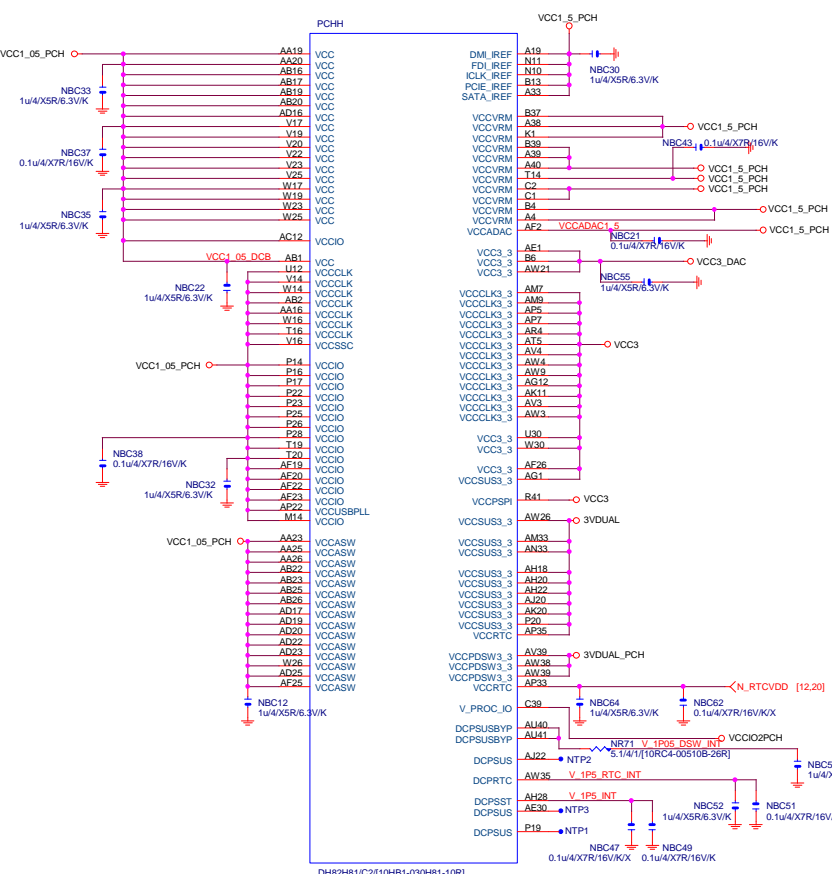 VCC1_5_PCH
PCHH
VCC1_05_PCH
AA19 VCC
AA20 VCC
AB16 VCC
AB17 VCC
AB19 VCC
AB20 VCC
AD16 VCC
V17 VCC
V19 VCC
V20 VCC
V22 VCC
V23 VCC
V25 VCC
W17 VCC
W19 VCC
W23 VCC
W25 VCC
AC12 VCCIO
VCC1_05_DCB AB1 VCC
U12 VCCCLK
V14 VCCCLK
W14 VCCCLK
AB2 VCCCLK
AA16 VCCCLK
W16 VCCCLK
T16 VCCCLK
V16 VCCSSC
VCC1_05_PCH
P14 VCCIO
P16 VCCIO
P17 VCCIO
P22 VCCIO
P23 VCCIO
P25 VCCIO
P26 VCCIO
P28 VCCIO
T19 VCCIO
T20 VCCIO
AF19 VCCIO
AF20 VCCIO
AF22 VCCIO
AF23 VCCIO
AP22 VCCUSBPLL
M14 VCCIO
VCC1_05_PCH
AA23 VCCASW
AA25 VCCASW
AA26 VCCASW
AB22 VCCASW
AB23 VCCASW
AB25 VCCASW
AB26 VCCASW
AD17 VCCASW
AD19 VCCASW
AD20 VCCASW
AD22 VCCASW
AD23 VCCASW
W26 VCCASW
AD25 VCCASW
AF25 VCCASW
NBC33
1u/4/X5R/6.3V/K
NBC37
0.1u/4/X7R/16V/K
NBC35
1u/4/X5R/6.3V/K
NBC22
1u/4/X5R/6.3V/K
NBC38
0.1u/4/X7R/16V/K
NBC32
1u/4/X5R/6.3V/K
NBC12
1u/4/X5R/6.3V/K
DMI_IREF A19
FDI_IREF N11
ICLK_IREF N10
PCIE_IREF B13
SATA_IREF A33
NBC30
1u/4/X5R/6.3V/K
VCCVRM B37
VCCVRM A38
VCCVRM K1
VCCVRM B39
VCCVRM A39
VCCVRM A40
VCCVRM T14
VCCVRM C2
VCCVRM C1
VCCVRM B4
VCCVRM A4
VCCADAC AF2 VCCADAC1_5
VCC1_5_PCH
NBC43 0.1u/4/X7R/16V/K
VCC1_5_PCH
VCC1_5_PCH
VCC1_5_PCH
VCC1_5_PCH
VCC1_5_PCH
NBC21
0.1u/4/X7R/16V/K
VCC3_3 AE1
VCC3_3 B6
VCC3_3 AW21
VCC3_DAC
NBC55
1u/4/X5R/6.3V/K
VCCCLK3_3 AM7
VCCCLK3_3 AM9
VCCCLK3_3 AP5
VCCCLK3_3 AP7
VCCCLK3_3 AR4
VCCCLK3_3 AT5
VCCCLK3_3 AV4
VCCCLK3_3 AW4
VCCCLK3_3 AW9
VCCCLK3_3 AG12
VCCCLK3_3 AK11
VCCCLK3_3 AV3
VCCCLK3_3 AW3
VCC3
VCC3_3 U30
VCC3_3 W30
VCC3_3 AF26
VCCSUS3_3 AG1
VCCPSPI R41 VCC3
VCCSUS3_3 AW26 3VDUAL
VCCSUS3_3 AM33
VCCSUS3_3 AN33
VCCSUS3_3 AH18
VCCSUS3_3 AH20
VCCSUS3_3 AH22
VCCSUS3_3 AJ20
VCCSUS3_3 AK20
VCCSUS3_3 P20
VCCRTC AP35
VCCPDSW3_3 AV39 3VDUAL_PCH
VCCPDSW3_3 AW38
VCCPDSW3_3 AW39
VCCRTC AP33 N_RTCVDD [12,20]
NBC64
1u/4/X5R/6.3V/K
NBC62
0.1u/4/X7R/16V/K/X
V_PROC_IO C39
VCCIO2PCH
DCPSUSBYP AU40
DCPSUSBYP AU41
NR71 V_1P05_DSW_INT
5.1/4/1/[10RC4-00510B-26R]
NBC5
1u/4/X
DCPSUS AJ22 NTP2
DCPRTC AW35 V_1P5_RTC_INT
NBC52
1u/4/X5R/6.3V/K
NBC51
0.1u/4/X7R/16V/
DCPSST AH28 V_1P5_INT
DCPSUS AE30 NTP3
DCPSUS P19 NTP1
NBC47
0.1u/4/X7R/16V/K/X
NBC49
0.1u/4/X7R/16V/K
DH82H81/C2/[10HB1-030H81-10R]